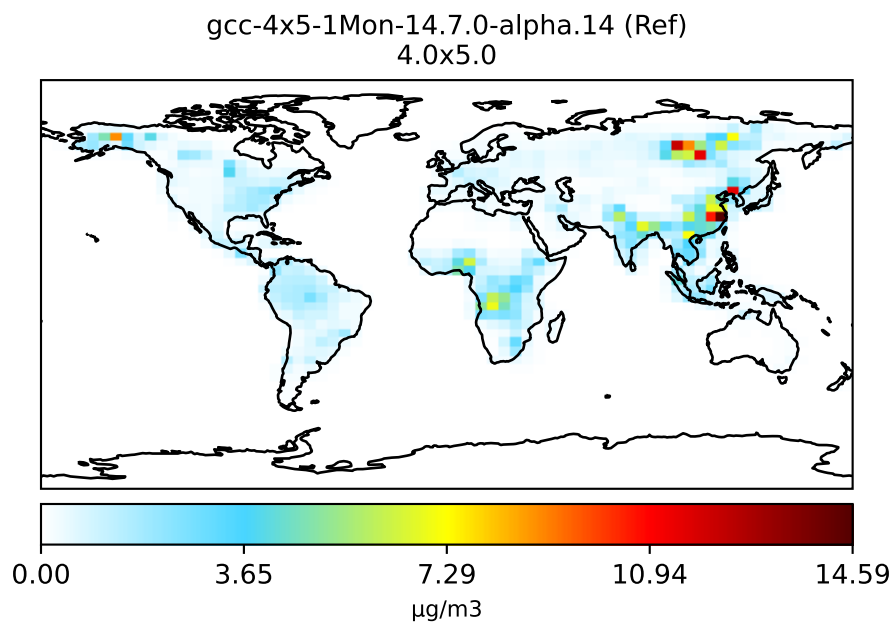 gcc-4x5-1Mon-14.7.0-alpha.14 (Ref)
4.0x5.0
0.00 3.65 7.29 10.94 14.59
μg/m3